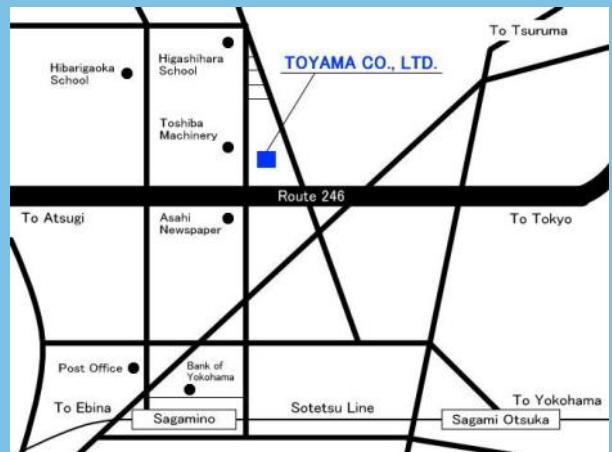 To Tsuruma
Hibarigaoka
School
Higashihara
School
TOYAMA CO., LTD.
Toshiba
Machinery
Route 246
To Atsugi
Asahi
Newspaper
To Tokyo
Post Office
Bank of
Yokohama
To Ebina
Sagamino
Sotetsu Line
To Yokohama
Sagami Otsuka